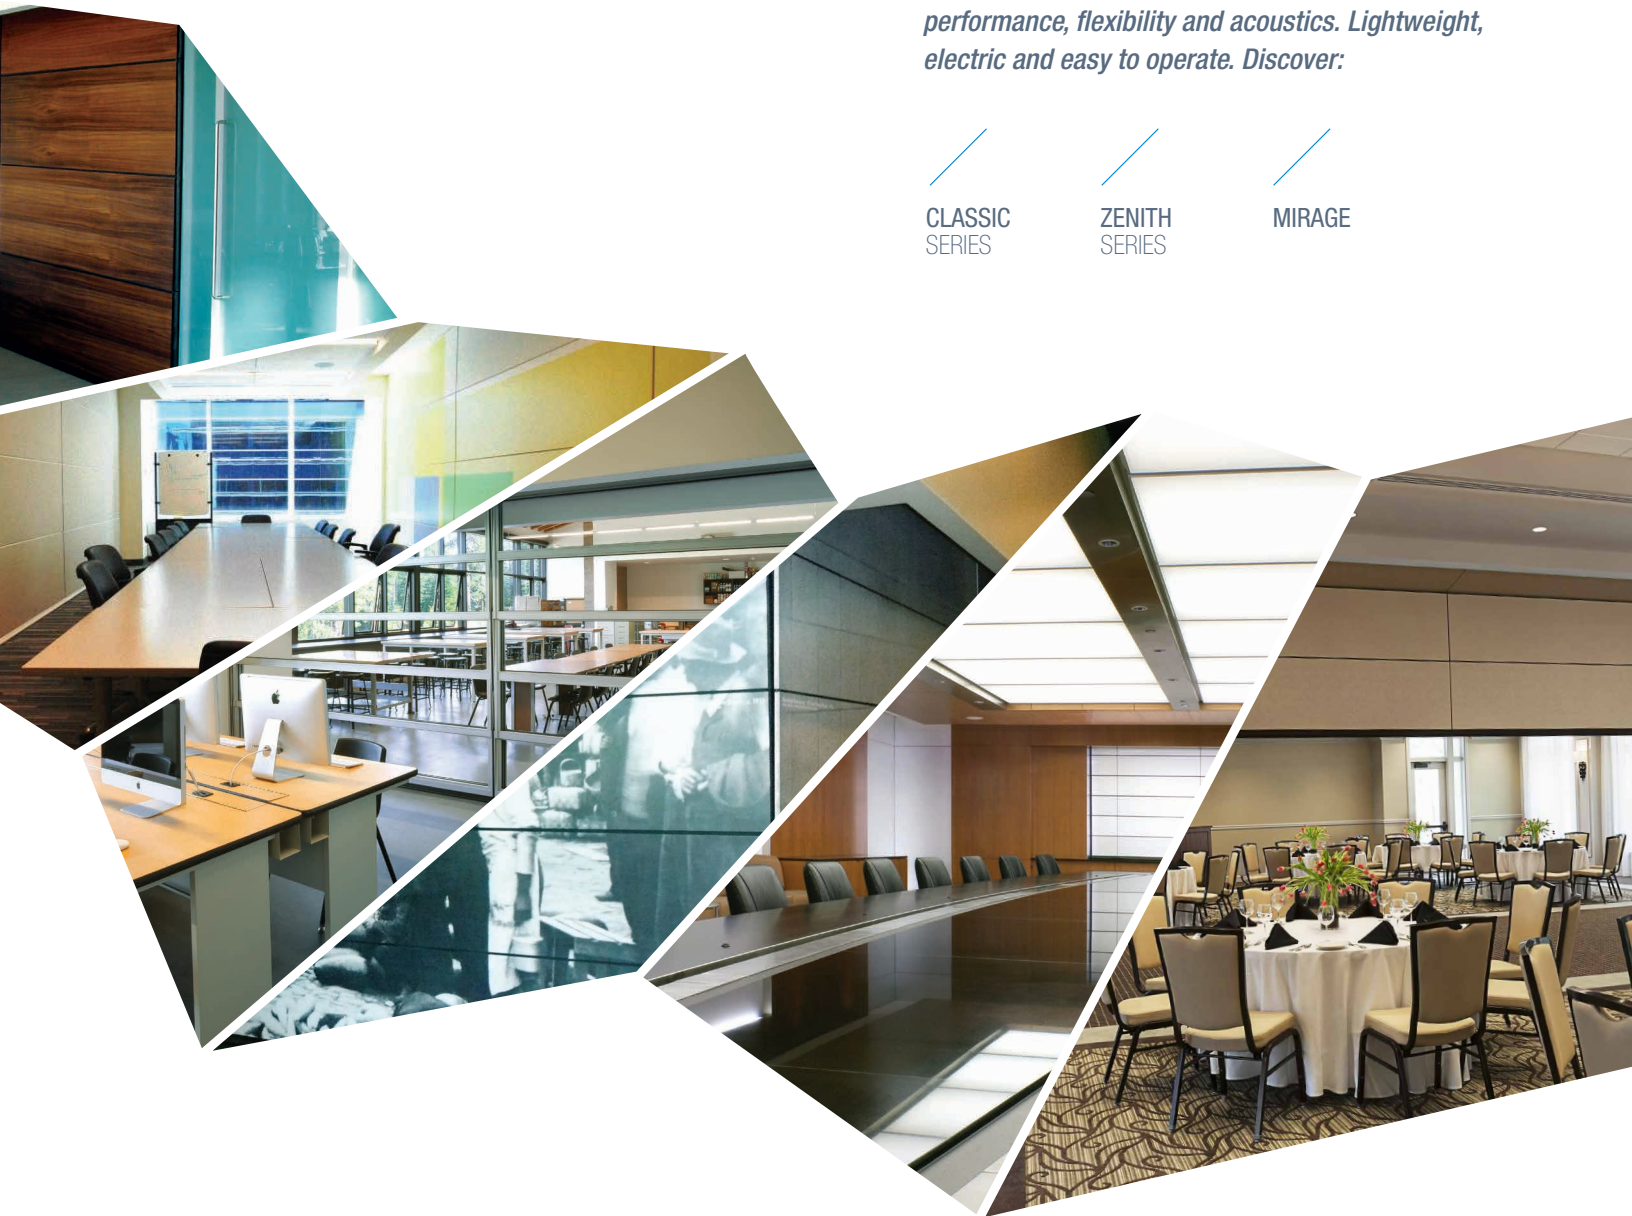 performance, flexibility and acoustics. Lightweight,
electric and easy to operate. Discover:
CLASSIC
SERIES
ZENITH
SERIES
MIRAGE